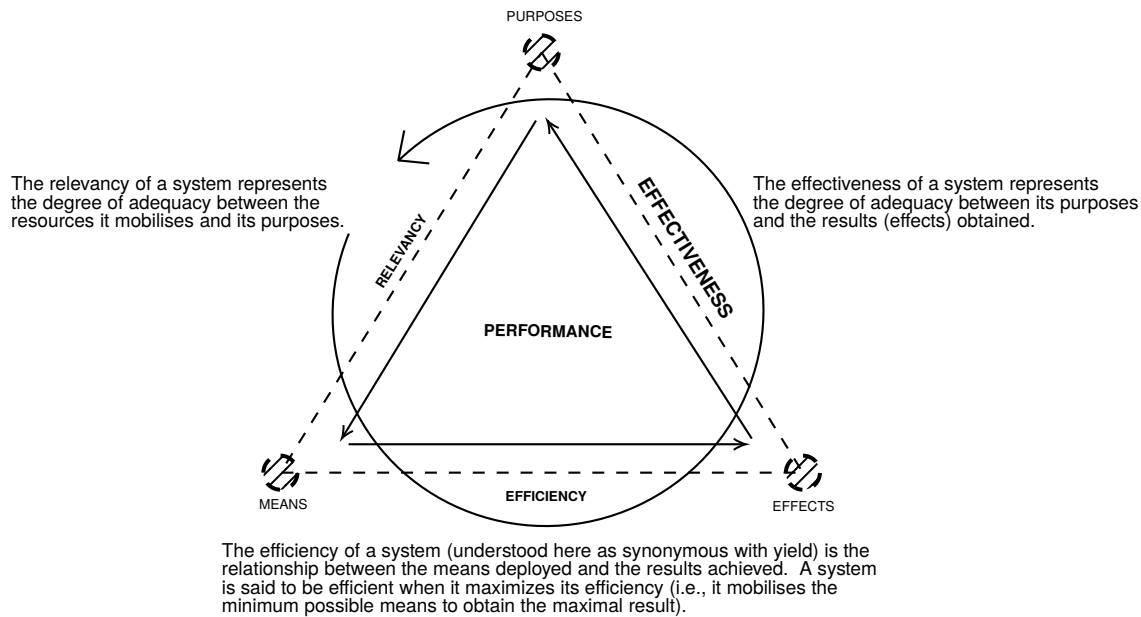 PURPOSES
The relevancy of a system represents
the degree of adequacy between the
resources it mobilises and its purposes.
RELEVANCY
EFFECTIVENESS
The effectiveness of a system represents
the degree of adequacy between its purposes
and the results (effects) obtained.
PERFORMANCE
MEANS
EFFICIENCY
EFFECTS
The efficiency of a system (understood here as synonymous with yield) is the
relationship between the means deployed and the results achieved.  A system
is said to be efficient when it maximizes its efficiency (i.e., it mobilises the
minimum possible means to obtain the maximal result).